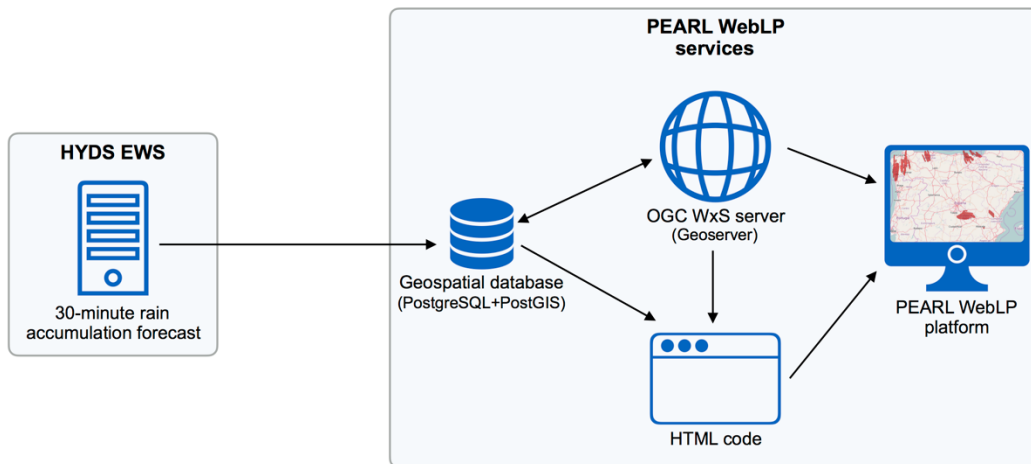 PEARL WebLP
services
HYDS EWS
30-minute rain
accumulation forecast
Geospatial database
(PostgreSQL+PostGIS)
OGC WxS server
(Geoserver)
HTML code
PEARL WebLP
platform